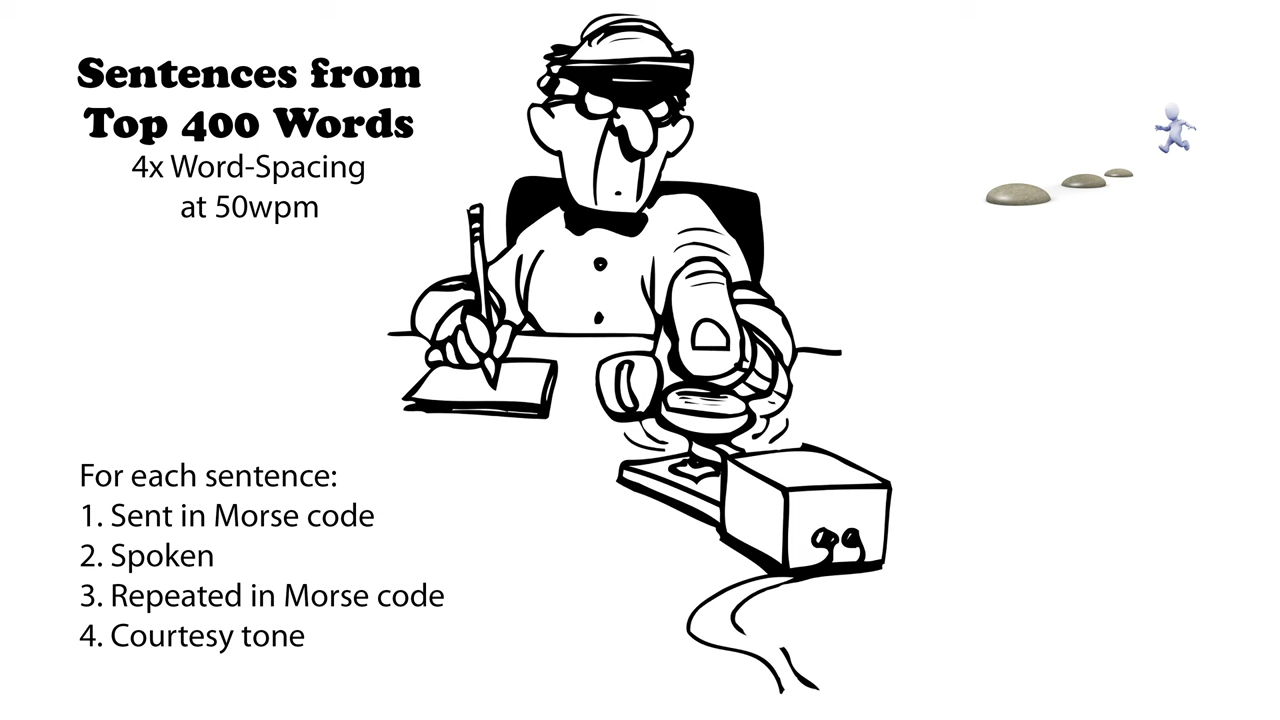 Sentences from
Top 400 Words
4x Word-Spacing
at 50wpm
For each sentence:
1. Sent in Morse code
2. Spoken
3. Repeated in Morse code
4. Courtesy tone